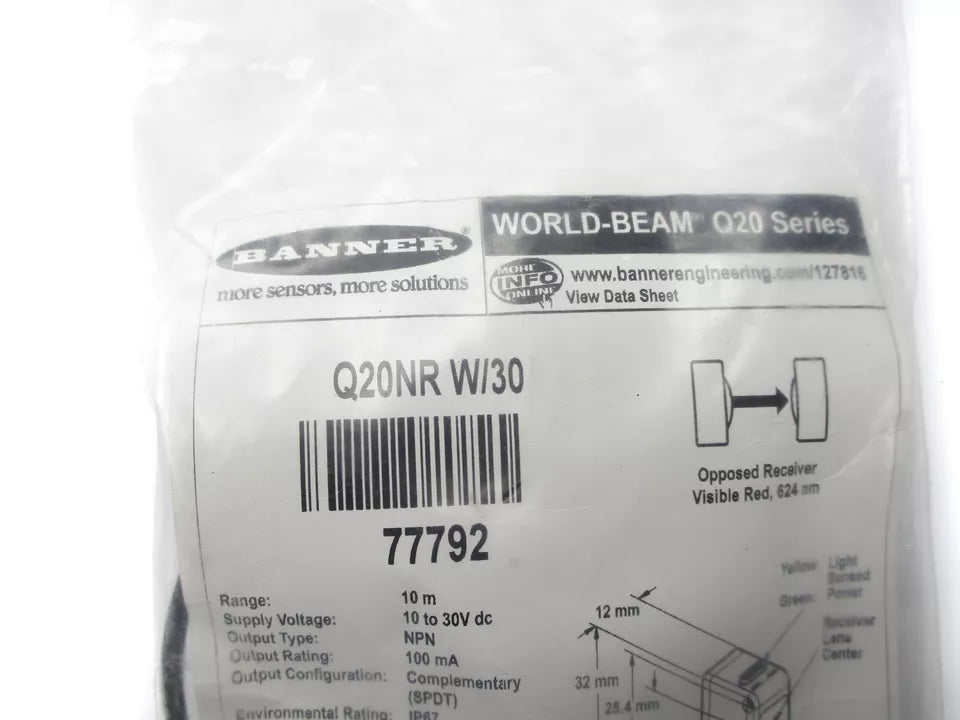 BANNER®
more sensors, more solutions
WORLD-BEAM Q20 Series
MORE INFO ONLINE
www.bannerengineering.com/127816
View Data Sheet
Q20NR W/30
77792
Opposed Receiver
Visible Red, 624 nm
Range: 10 m
Supply Voltage: 10 to 30V dc
Output Type: NPN
Output Rating: 100 mA
Output Configuration: Complementary
(SPDT)
Environmental Rating: IP67
Yellow Light
Green Power
Receiver
Lens
Center
12 mm
32 mm
25.4 mm